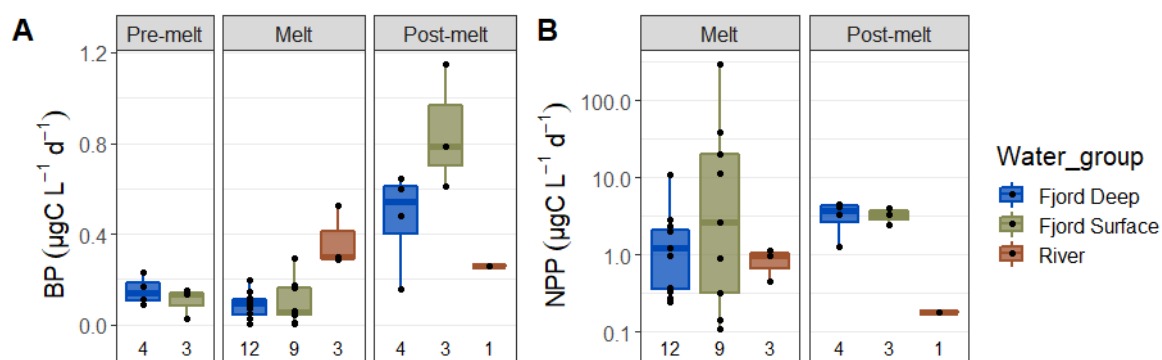 A
Pre-melt
Melt
Post-melt
BP (µgC L⁻¹ d⁻¹)
1.2
0.8
0.4
0.0
4 3
12 9 3
4 3 1
B
Melt
Post-melt
NPP (µgC L⁻¹ d⁻¹)
100.0
10.0
1.0
0.1
12 9 3
4 3 1
Water_group
Fjord Deep
Fjord Surface
River